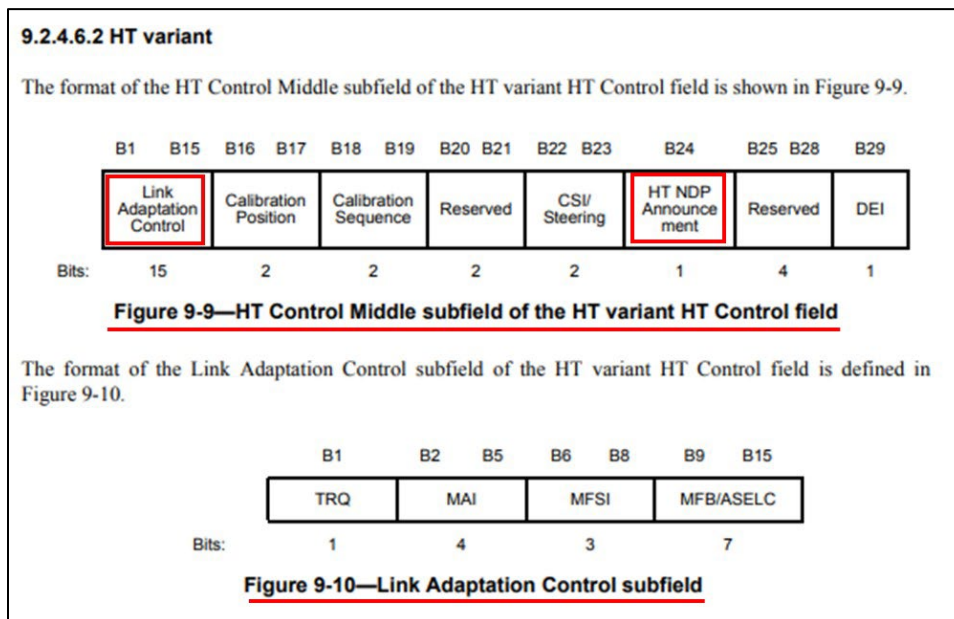 9.2.4.6.2 HT variant
The format of the HT Control Middle subfield of the HT variant HT Control field is shown in Figure 9-9.
B1 B15 B16 B17 B18 B19 B20 B21 B22 B23 B24 B25 B28 B29
Link Adaptation Control
Calibration Position
Calibration Sequence
Reserved
CSI/ Steering
HT NDP Announce ment
Reserved
DEI
Bits: 15 2 2 2 2 1 4 1
Figure 9-9—HT Control Middle subfield of the HT variant HT Control field
The format of the Link Adaptation Control subfield of the HT variant HT Control field is defined in
Figure 9-10.
B1 B2 B5 B6 B8 B9 B15
TRQ MAI MFSI MFB/ASELC
Bits: 1 4 3 7
Figure 9-10—Link Adaptation Control subfield